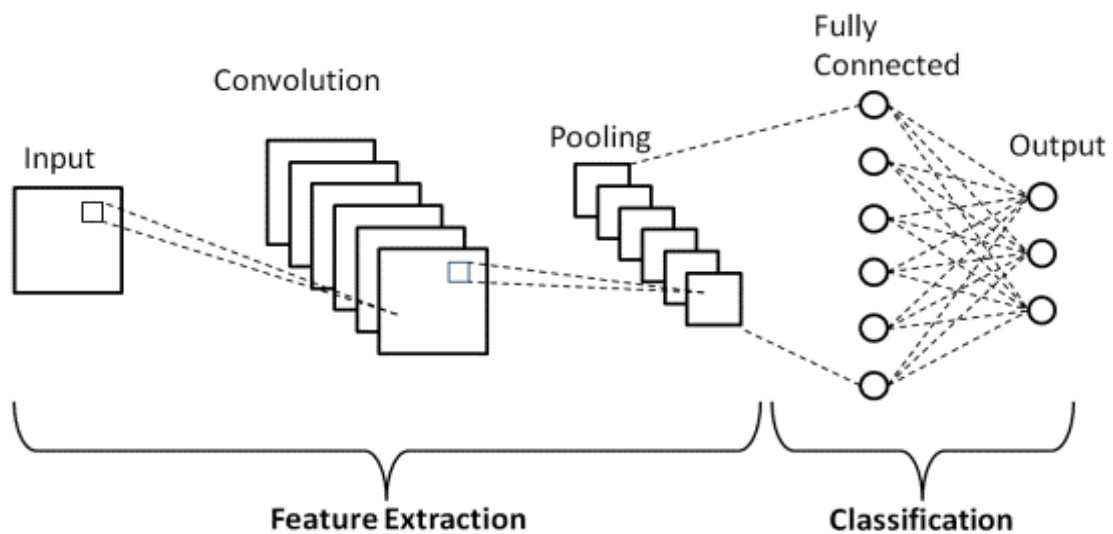 Input
Convolution
Pooling
Fully
Connected
Output
Feature Extraction
Classification